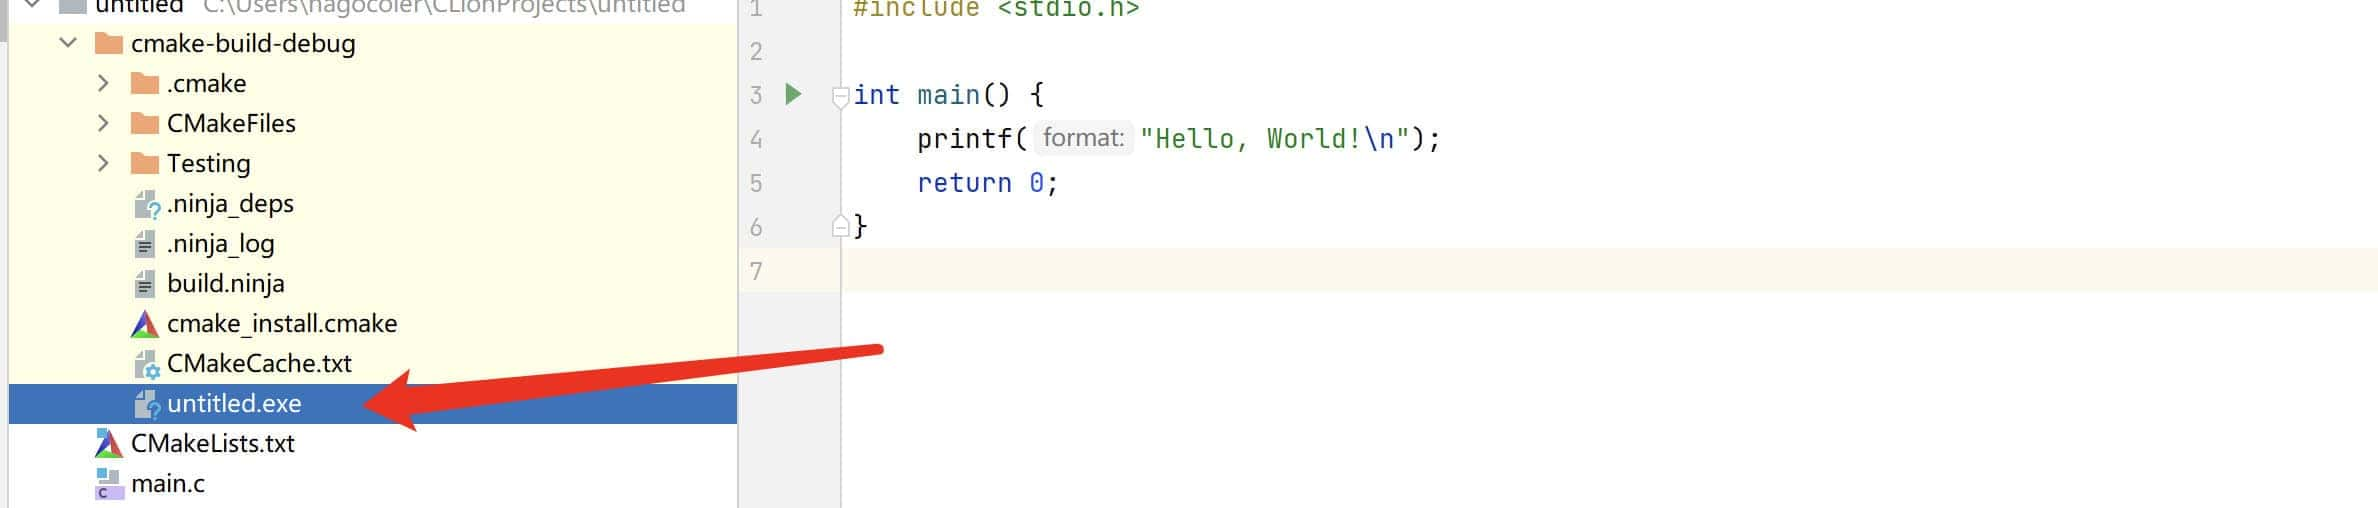 untitled C:\Users\nagocoler\CLionProjects\untitled
cmake-build-debug
.cmake
CMakeFiles
Testing
.ninja_deps
.ninja_log
build.ninja
cmake_install.cmake
CMakeCache.txt
untitled.exe
CMakeLists.txt
main.c
1 #include <stdio.h>
2
3 int main() {
4 printf( format: "Hello, World!\n");
5 return 0;
6 }
7